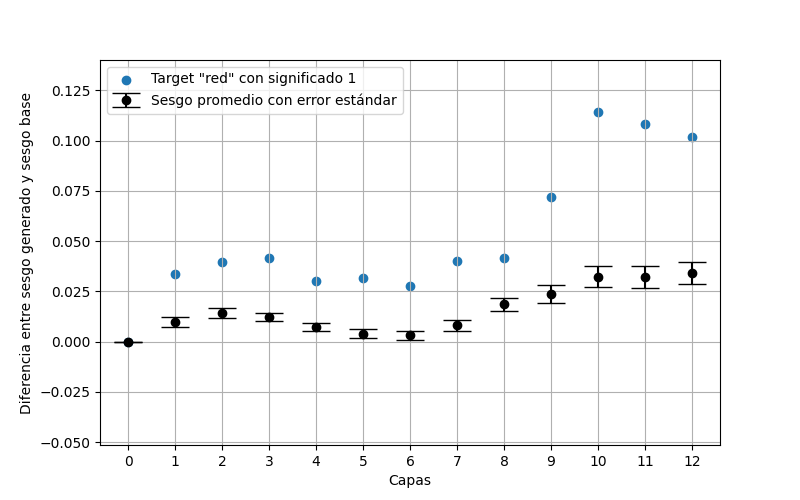 Target "red" con significado 1
Sesgo promedio con error estándar
Diferencia entre sesgo generado y sesgo base
0.125
0.100
0.075
0.050
0.025
0.000
−0.025
−0.050
0 1 2 3 4 5 6 7 8 9 10 11 12
Capas